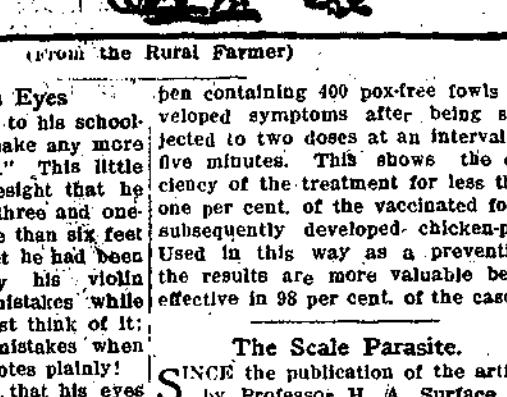 (From the Rural Farmer)
Eyes
to his school-
make any more
This little
esight that he
three and one-
than six feet
he had been
his violin
mistakes while
st think of it:
mistakes when
otes plainly!
that his eyes
pen containing 400 pox-free fowls
veloped symptoms after being s
jected to two doses at an interval
five minutes. This shows the
ciency of the treatment for less th
one per cent. of the vaccinated fo
subsequently developed chicken-p
Used in this way as a preventi
the results are more valuable be
effective in 98 per cent. of the case
The Scale Parasite.
SINCE the publication of the arti
by Professor H. A. Surface